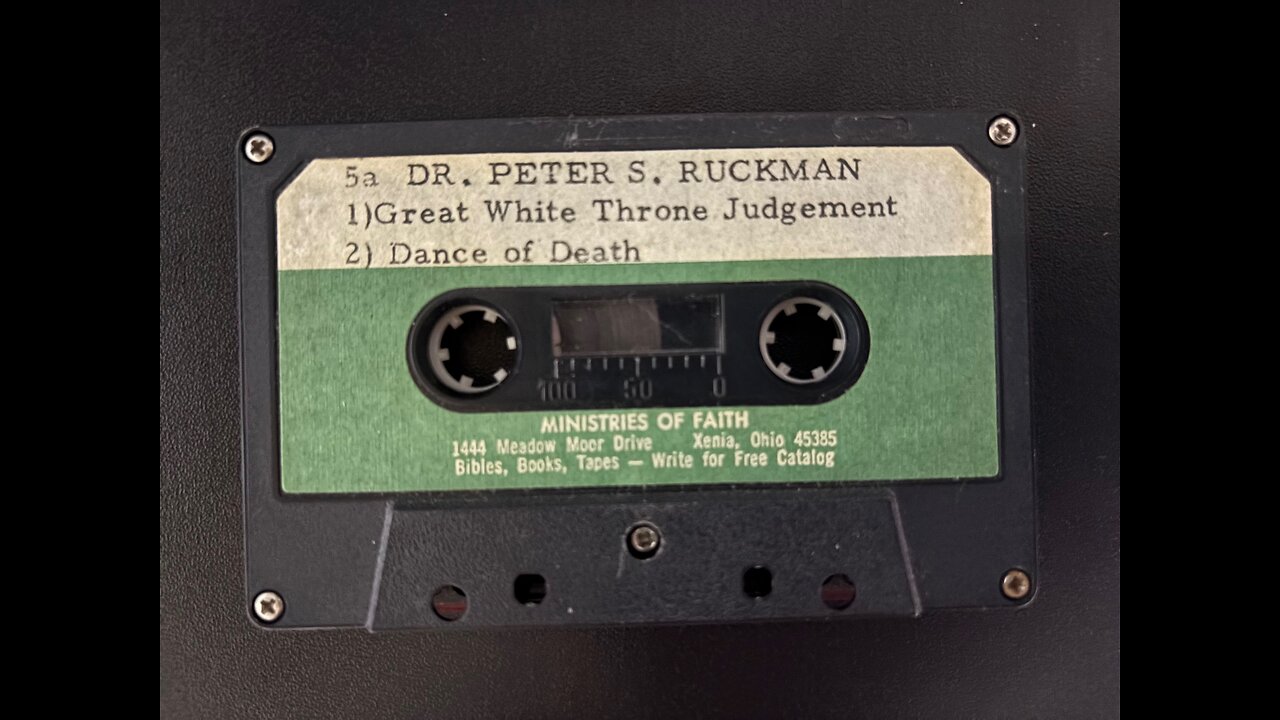 5a DR. PETER S. RUCKMAN
1)Great White Throne Judgement
2) Dance of Death
100 50 0
MINISTRIES OF FAITH
1444 Meadow Moor Drive Xenia, Ohio 45385
Bibles, Books, Tapes — Write for Free Catalog